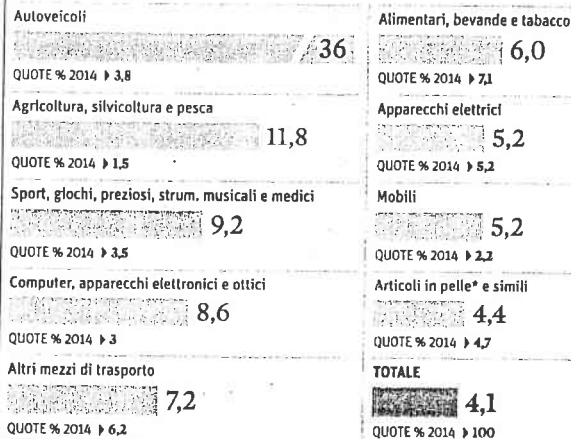 Autoveicoli
36
QUOTE % 2014 ▶ 3,8
Agricoltura, silvicoltura e pesca
11,8
QUOTE % 2014 ▶ 1,5
Sport, giochi, preziosi, strum. musicali e medici
9,2
QUOTE % 2014 ▶ 3,5
Computer, apparecchi elettronici e ottici
8,6
QUOTE % 2014 ▶ 3
Altri mezzi di trasporto
7,2
QUOTE % 2014 ▶ 6,2
Alimentari, bevande e tabacco
6,0
QUOTE % 2014 ▶ 7,1
Apparecchi elettrici
5,2
QUOTE % 2014 ▶ 5,2
Mobili
5,2
QUOTE % 2014 ▶ 2,2
Articoli in pelle* e simili
4,4
QUOTE % 2014 ▶ 4,7
TOTALE
4,1
QUOTE % 2014 ▶ 100